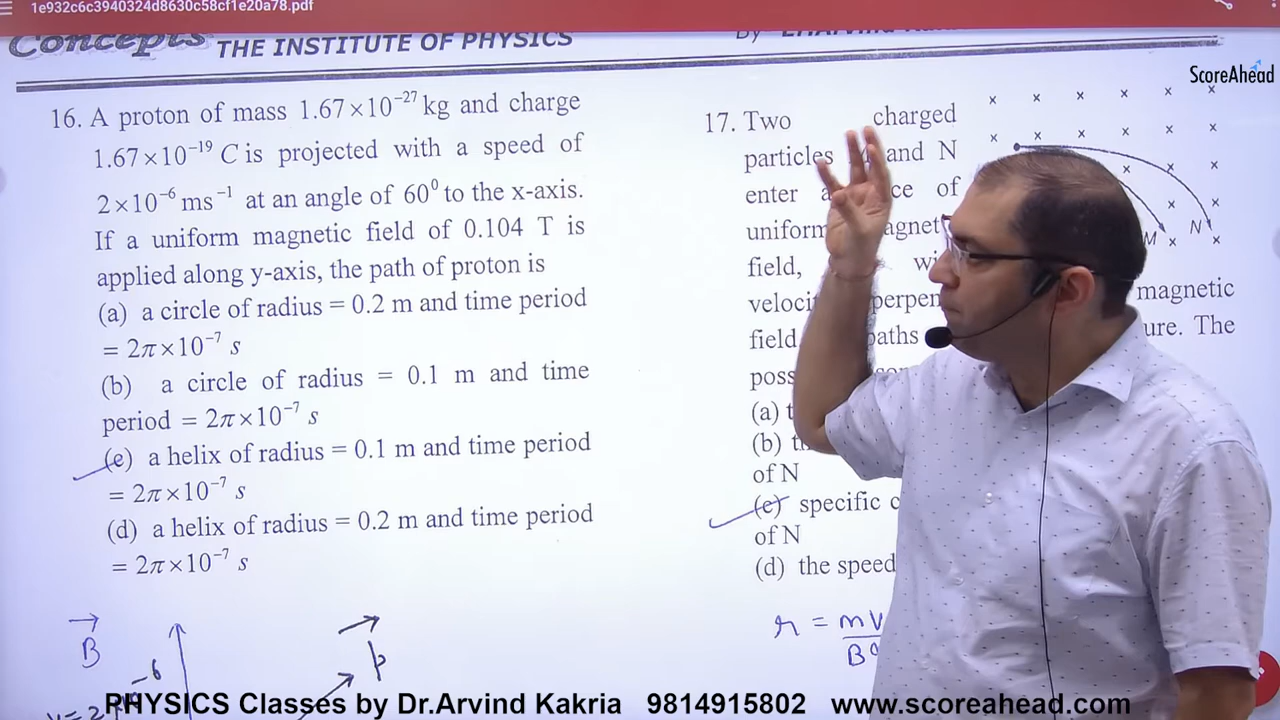 1e932c6c3940324d8630c58cf1e20a78.pdf
Concepts THE INSTITUTE OF PHYSICS
By
ScoreAhead
16. A proton of mass 1.67×10⁻²⁷ kg and charge
1.67×10⁻¹⁹ C is projected with a speed of
2×10⁻⁶ ms⁻¹ at an angle of 60⁰ to the x-axis.
If a uniform magnetic field of 0.104 T is
applied along y-axis, the path of proton is
(a) a circle of radius = 0.2 m and time period
= 2π×10⁻⁷ s
(b) a circle of radius = 0.1 m and time
period = 2π×10⁻⁷ s
(c) a helix of radius = 0.1 m and time period
= 2π×10⁻⁷ s
(d) a helix of radius = 0.2 m and time period
= 2π×10⁻⁷ s
B
17. Two charged
particles and N
enter of
uniform
field,
magnetic
field
The
(a)
(b)
of N
(c) specific
of N
(d) the speed
M N
r = mv
B
PHYSICS Classes by Dr.Arvind Kakria 9814915802 www.scoreahead.com